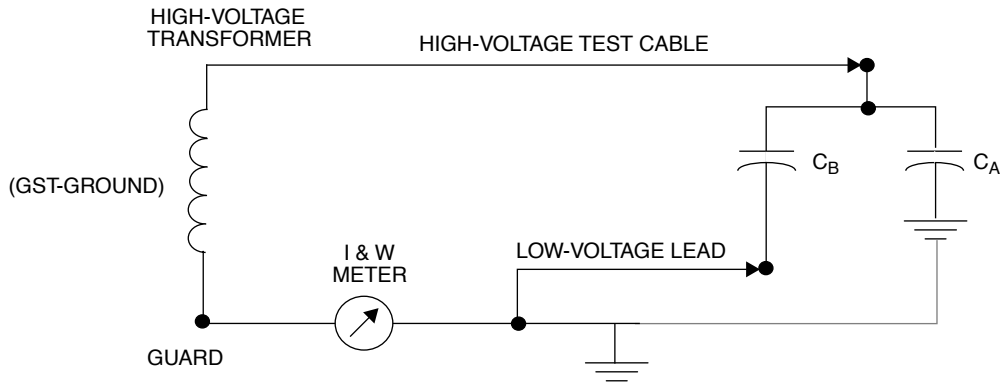 HIGH-VOLTAGE
TRANSFORMER
HIGH-VOLTAGE TEST CABLE
(GST-GROUND)
C_B
C_A
LOW-VOLTAGE LEAD
I & W
METER
GUARD